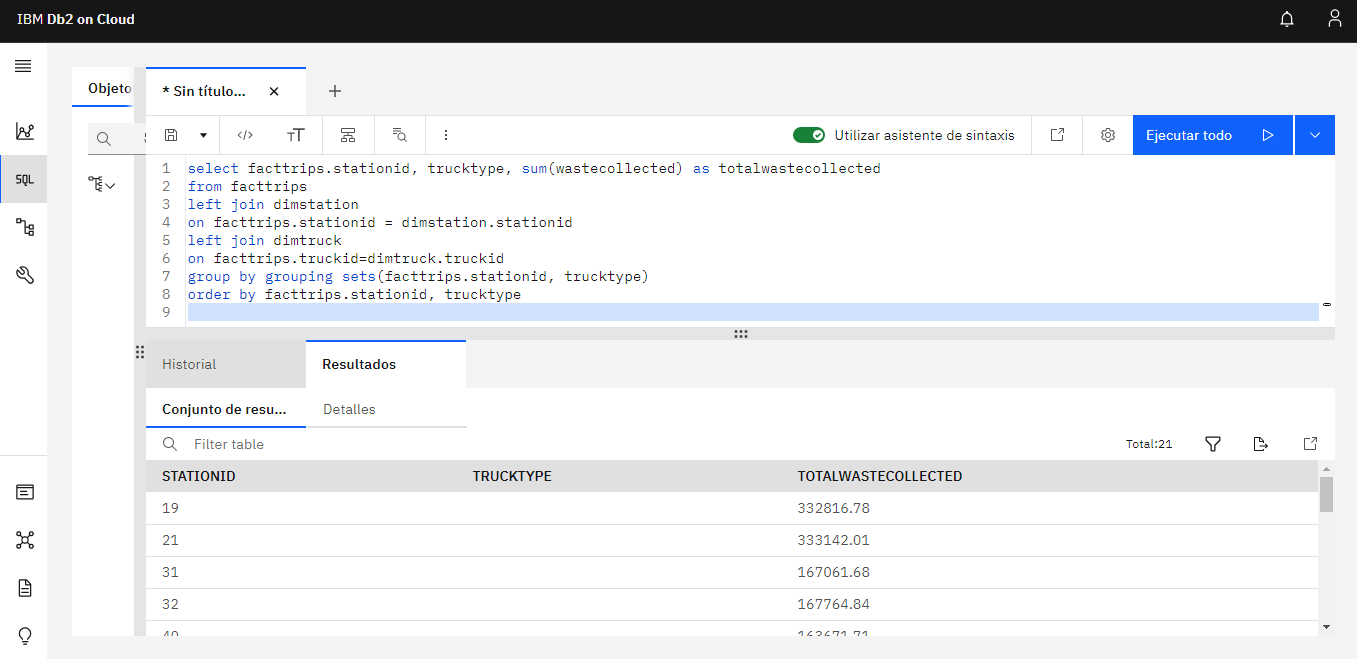 IBM Db2 on Cloud
Objeto
* Sin título...
Utilizar asistente de sintaxis
Ejecutar todo
SQL
1 select facttrips.stationid, trucktype, sum(wastecollected) as totalwastecollected
2 from facttrips
3 left join dimstation
4 on facttrips.stationid = dimstation.stationid
5 left join dimtruck
6 on facttrips.truckid=dimtruck.truckid
7 group by grouping sets(facttrips.stationid, trucktype)
8 order by facttrips.stationid, trucktype
9
Historial Resultados
Conjunto de resu... Detalles
Filter table Total:21
STATIONID TRUCKTYPE TOTALWASTECOLLECTED
19 332816.78
21 333142.01
31 167061.68
32 167764.84
40 163671.71